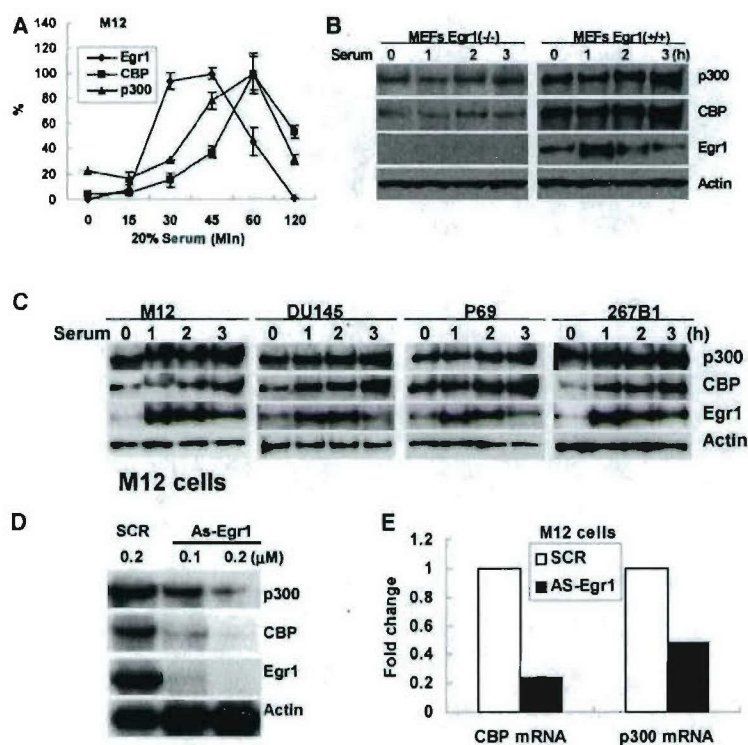 A
M12
140
120
100
80
60
40
20
0
%
Egr1
CBP
p300
0 15 30 45 60 120
20% Serum (Min)
B
MEFs Egr1(-/-) MEFs Egr1(+/+)
Serum 0 1 2 3 0 1 2 3 (h)
p300
CBP
Egr1
Actin
C
M12 DU145 P69 267B1
Serum 0 1 2 3 0 1 2 3 0 1 2 3 0 1 2 3 (h)
p300
CBP
Egr1
Actin
M12 cells
D
SCR As-Egr1
0.2 0.1 0.2 (μM)
p300
CBP
Egr1
Actin
E
M12 cells
SCR
AS-Egr1
Fold change
1.2
1
0.8
0.6
0.4
0.2
0
CBP mRNA p300 mRNA